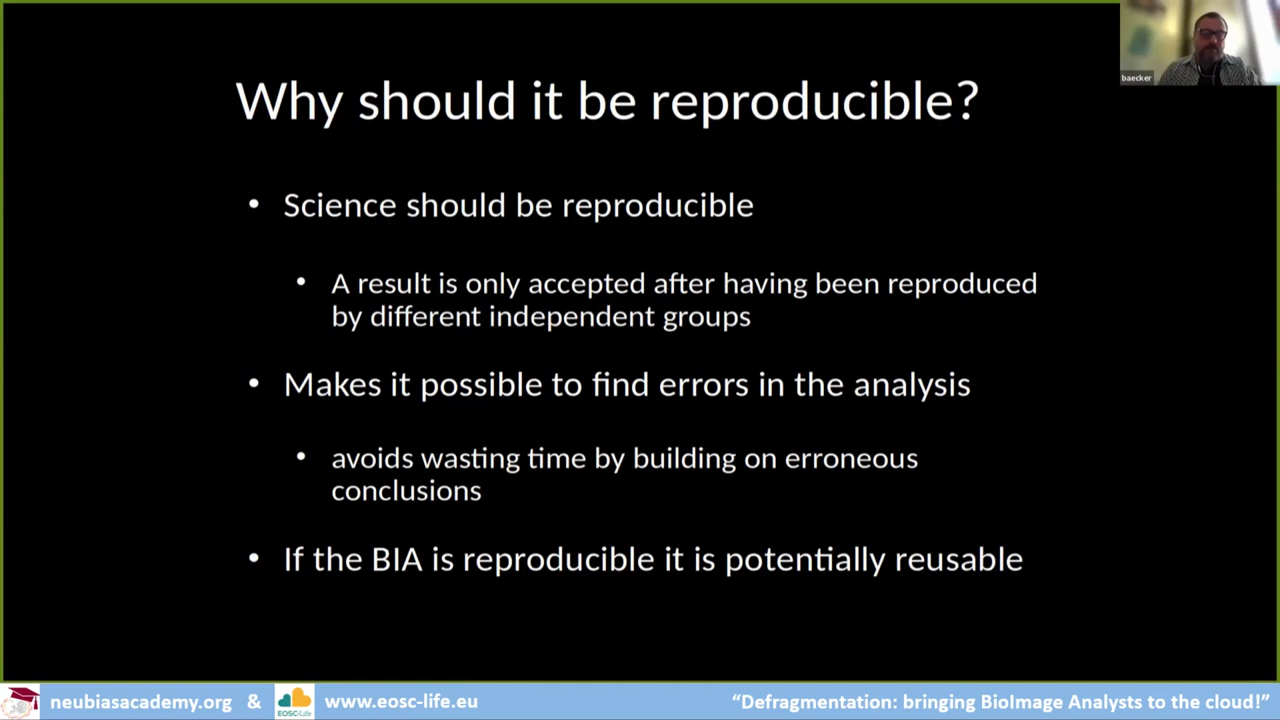 baecker
Why should it be reproducible?
• Science should be reproducible
• A result is only accepted after having been reproduced
by different independent groups
• Makes it possible to find errors in the analysis
• avoids wasting time by building on erroneous
conclusions
• If the BIA is reproducible it is potentially reusable
neubiasacademy.org & EOSC-Life www.eosc-life.eu “Defragmentation: bringing BioImage Analysts to the cloud!”